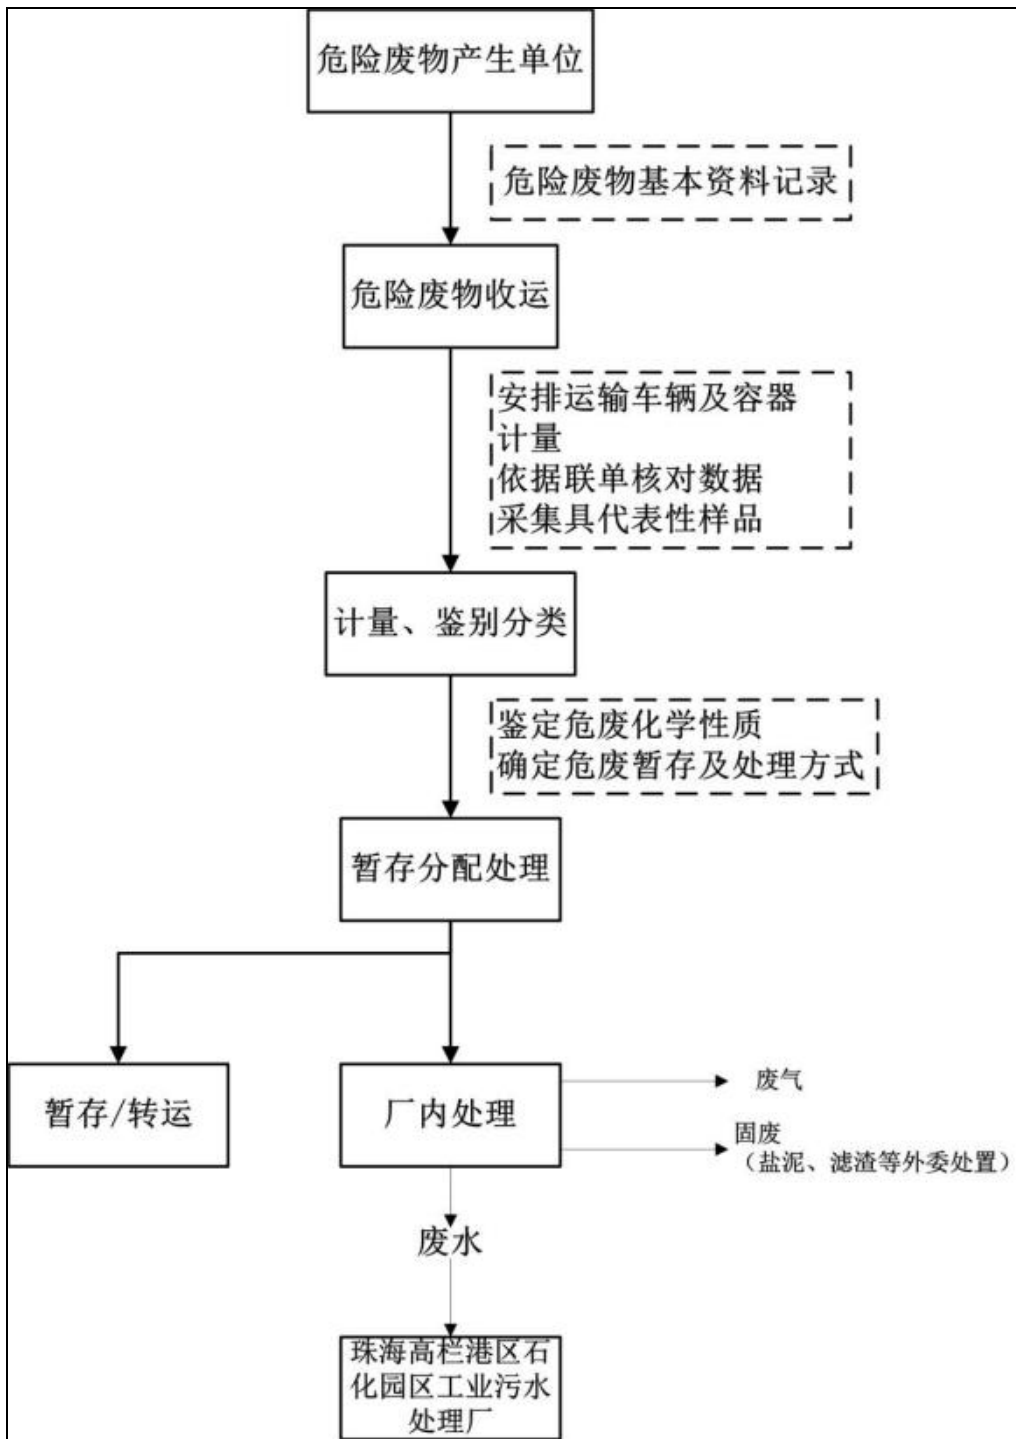 危险废物产生单位
危险废物基本资料记录
危险废物收运
安排运输车辆及容器
计量
依据联单核对数据
采集具代表性样品
计量、鉴别分类
鉴定危废化学性质
确定危废暂存及处理方式
暂存分配处理
暂存/转运
厂内处理
废气
固废
（盐泥、滤渣等外委处置）
废水
珠海高栏港区石
化园区工业污水
处理厂